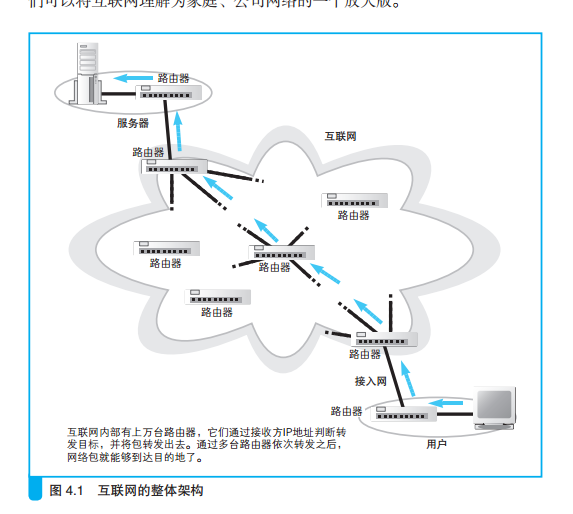 们可以将互联网理解为家庭、公司网络的一个放大版。
路由器
服务器
互联网
路由器
路由器
路由器
路由器
路由器
路由器
接入网
路由器
用户
互联网内部有上万台路由器，它们通过接收方IP地址判断转
发目标，并将包转发出去。通过多台路由器依次转发之后，
网络包就能够到达目的地了。
图 4.1 互联网的整体架构